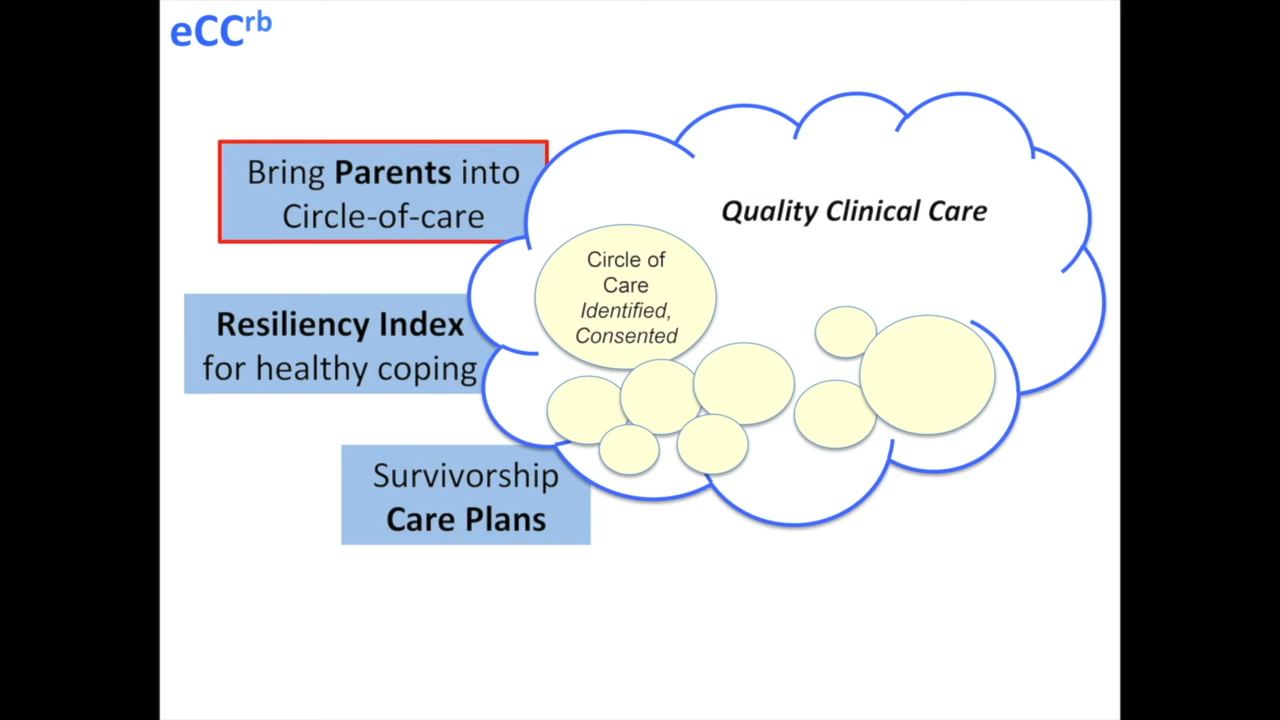 eCCrb
Bring Parents into
Circle-of-care
Quality Clinical Care
Circle of
Care
Identified,
Consented
Resiliency Index
for healthy coping
Survivorship
Care Plans